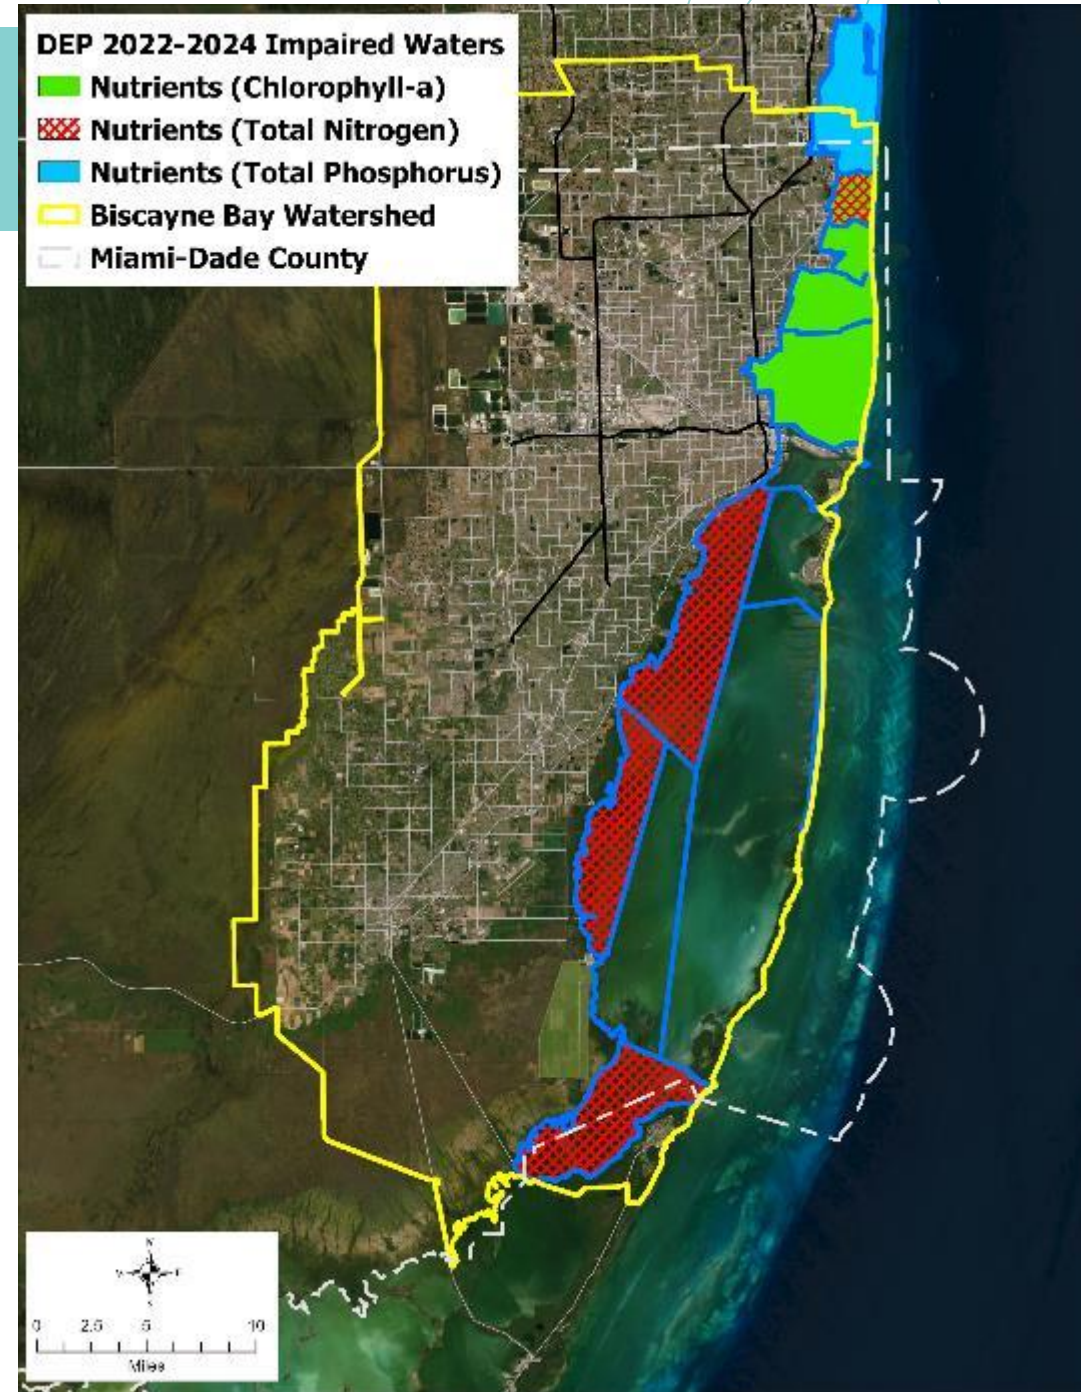 DEP 2022-2024 Impaired Waters
Nutrients (Chlorophyll-a)
Nutrients (Total Nitrogen)
Nutrients (Total Phosphorus)
Biscayne Bay Watershed
Miami-Dade County
N
S
0 2.5 5 10
Miles